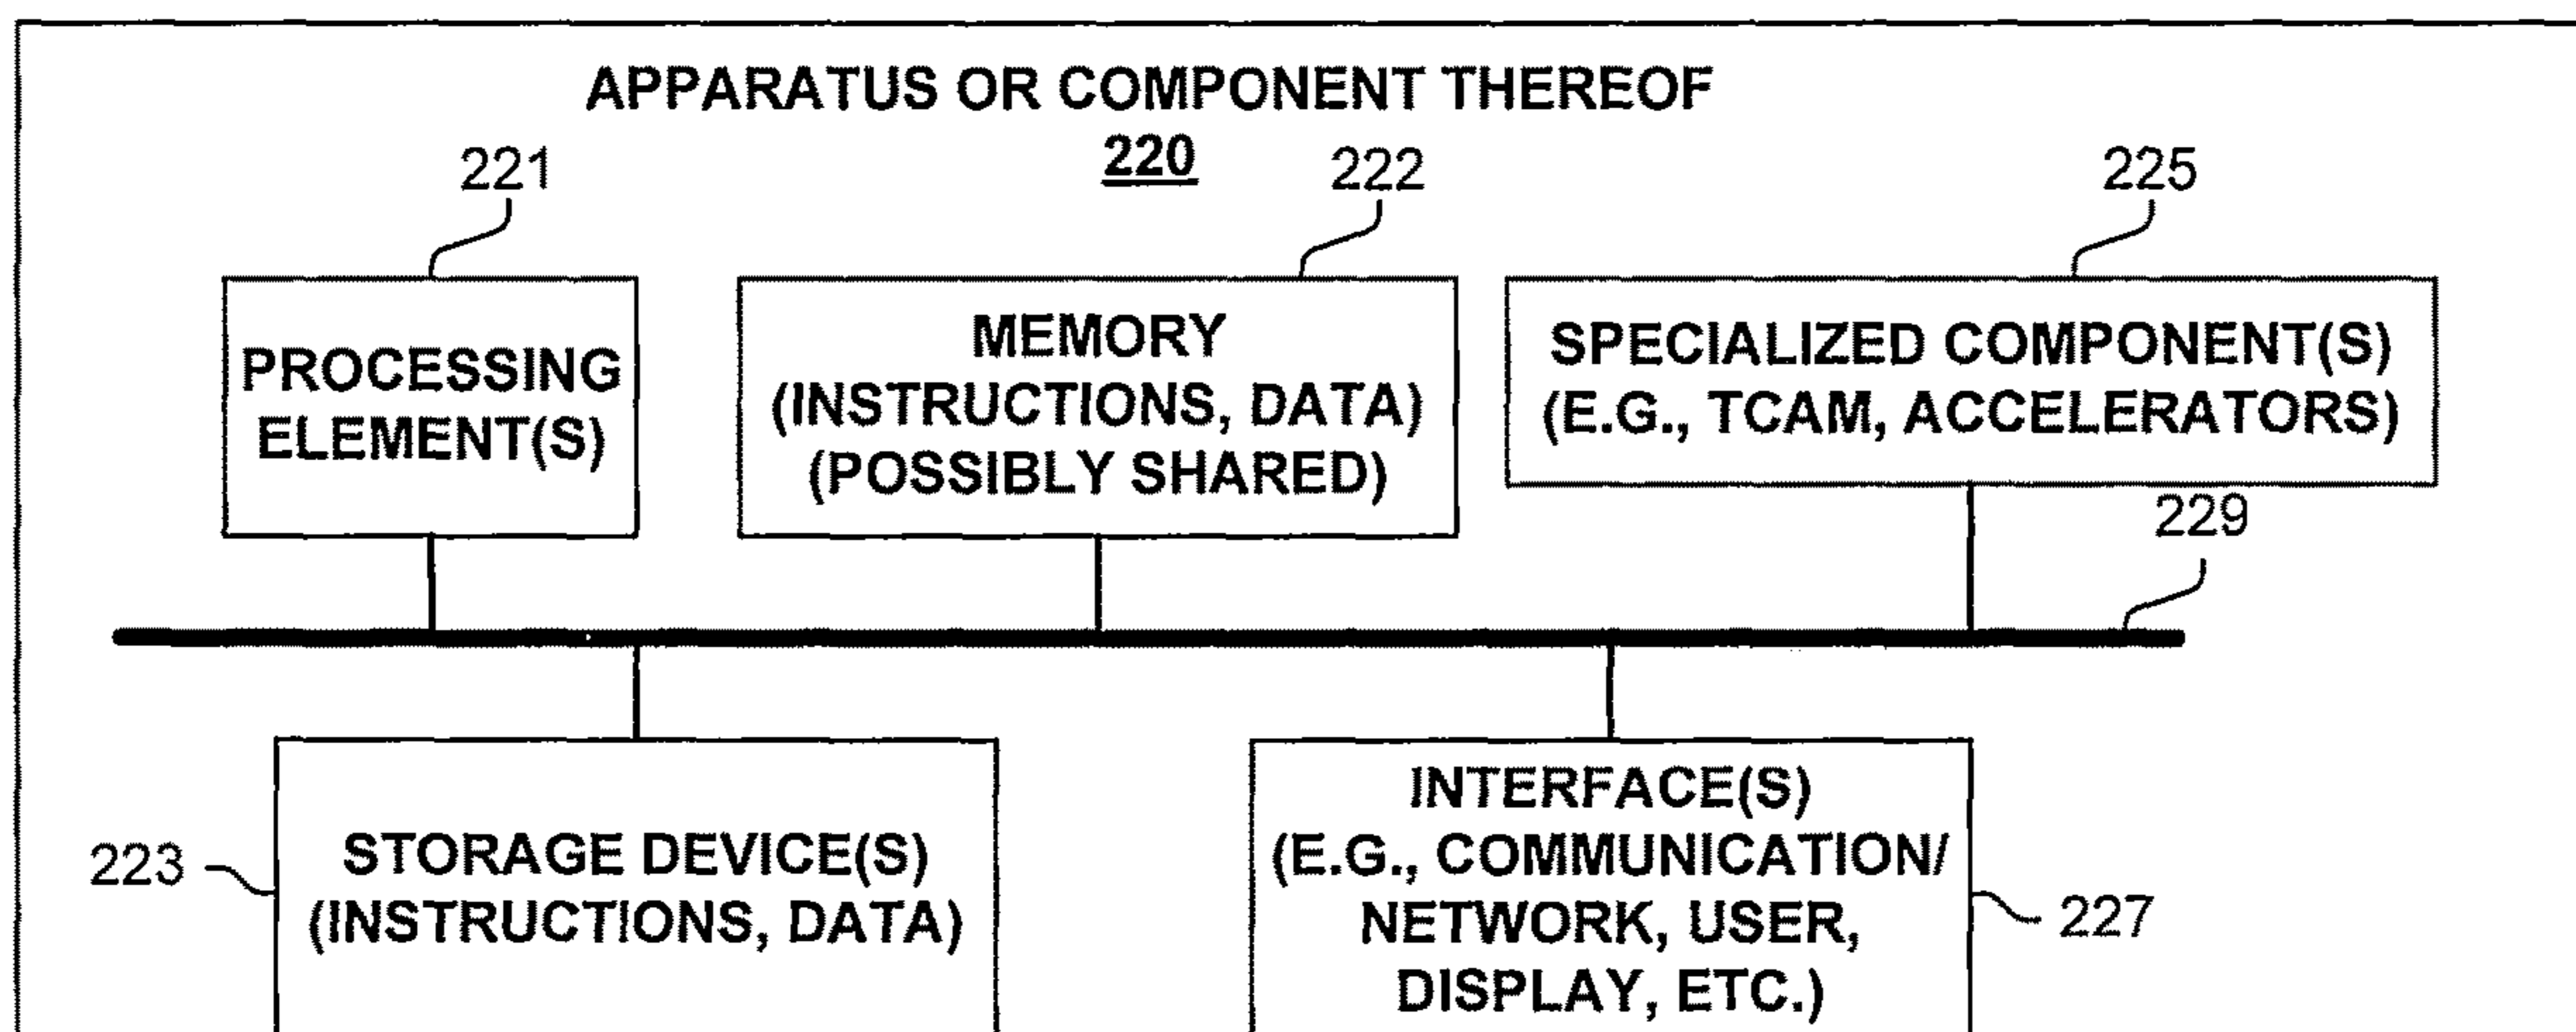 APPARATUS OR COMPONENT THEREOF
220
221
222
225
PROCESSING
ELEMENT(S)
MEMORY
(INSTRUCTIONS, DATA)
(POSSIBLY SHARED)
SPECIALIZED COMPONENT(S)
(E.G., TCAM, ACCELERATORS)
229
223
STORAGE DEVICE(S)
(INSTRUCTIONS, DATA)
INTERFACE(S)
(E.G., COMMUNICATION/
NETWORK, USER,
DISPLAY, ETC.)
227